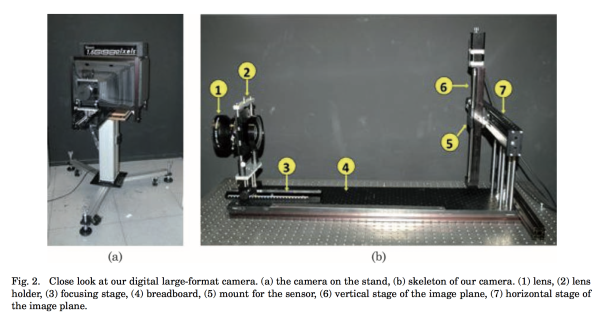 1
2
3
4
5
6
7
(a)
(b)
Fig. 2. Close look at our digital large-format camera. (a) the camera on the stand, (b) skeleton of our camera. (1) lens, (2) lens
holder, (3) focusing stage, (4) breadboard, (5) mount for the sensor, (6) vertical stage of the image plane, (7) horizontal stage of
the image plane.